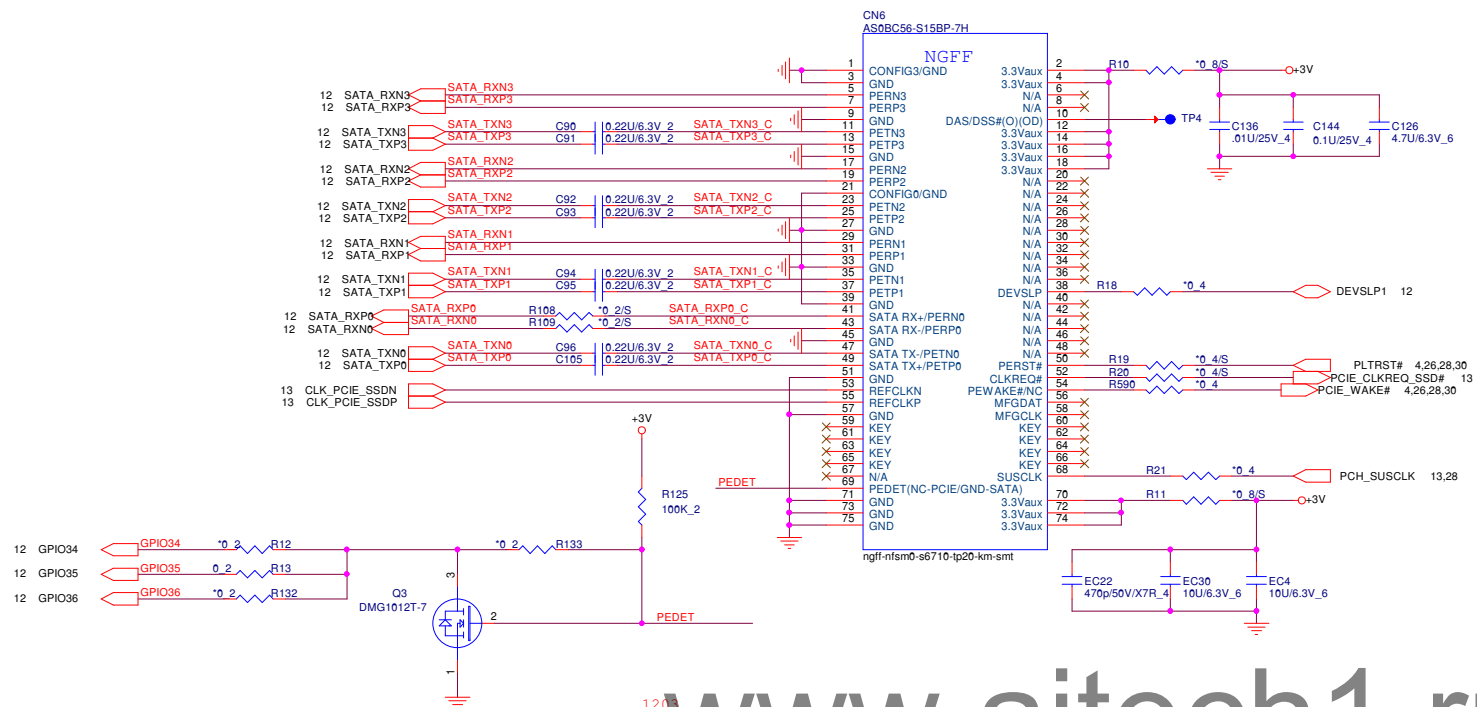 CN6
AS0BC56-S15BP-7H
NGFF
1 CONFIG3/GND 3.3Vaux 2 R10 *0_8/S +3V
3 GND 3.3Vaux 4
12 SATA_RXN3 SATA_RXN3 5 PERN3 N/A 6
12 SATA_RXP3 SATA_RXP3 7 PERP3 N/A 8
9 GND DAS/DSS#(O)(OD) 10 TP4
12 SATA_TXN3 SATA_TXN3 C90 0.22U/6.3V_2 SATA_TXN3_C 11 PETN3 3.3Vaux 12
12 SATA_TXP3 SATA_TXP3 C91 0.22U/6.3V_2 SATA_TXP3_C 13 PETP3 3.3Vaux 14
C136 .01U/25V_4
C144 0.1U/25V_4
C126 4.7U/6.3V_6
15 GND 3.3Vaux 16
12 SATA_RXN2 SATA_RXN2 17 PERN2 3.3Vaux 18
12 SATA_RXP2 SATA_RXP2 19 PERP2 N/A 20
21 CONFIG0/GND N/A 22
12 SATA_TXN2 SATA_TXN2 C92 0.22U/6.3V_2 SATA_TXN2_C 23 PETN2 N/A 24
12 SATA_TXP2 SATA_TXP2 C93 0.22U/6.3V_2 SATA_TXP2_C 25 PETP2 N/A 26
27 GND N/A 28
12 SATA_RXN1 SATA_RXN1 29 PERN1 N/A 30
12 SATA_RXP1 SATA_RXP1 31 PERP1 N/A 32
33 GND N/A 34
12 SATA_TXN1 SATA_TXN1 C94 0.22U/6.3V_2 SATA_TXN1_C 35 PETN1 N/A 36
12 SATA_TXP1 SATA_TXP1 C95 0.22U/6.3V_2 SATA_TXP1_C 37 PETP1 DEVSLP 38 R18 *0_4 DEVSLP1 12
39 GND N/A 40
12 SATA_RXP0 SATA_RXP0 R108 *0_2/S SATA_RXP0_C 41 SATA RX+/PERN0 N/A 42
12 SATA_RXN0 SATA_RXN0 R109 *0_2/S SATA_RXN0_C 43 SATA RX-/PERP0 N/A 44
45 GND N/A 46
12 SATA_TXN0 SATA_TXN0 C96 0.22U/6.3V_2 SATA_TXN0_C 47 SATA TX-/PETN0 N/A 48
12 SATA_TXP0 SATA_TXP0 C105 0.22U/6.3V_2 SATA_TXP0_C 49 SATA TX+/PETP0 PERST# 50 R19 *0_4/S PLTRST# 4,26,28,30
51 GND CLKREQ# 52 R20 *0_4/S PCIE_CLKREQ_SSD# 13
13 CLK_PCIE_SSDN 53 REFCLKN PEWAKE#/NC 54 R590 *0_4 PCIE_WAKE# 4,26,28,30
13 CLK_PCIE_SSDP 55 REFCLKP MFGDAT 56
57 GND MFGCLK 58
59 KEY KEY 60
61 KEY KEY 62
63 KEY KEY 64
65 KEY KEY 66
67 N/A SUSCLK 68 R21 *0_4 PCH_SUSCLK 13,28
PEDET 69 PEDET(NC-PCIE/GND-SATA)
71 GND 3.3Vaux 70 R11 *0_8/S +3V
73 GND 3.3Vaux 72
75 GND 3.3Vaux 74
ngff-nfsm0-s6710-tp20-km-smt
+3V
R125
100K_2
12 GPIO34 GPIO34 *0_2 R12 *0_2 R133
12 GPIO35 GPIO35 0_2 R13
12 GPIO36 GPIO36 *0_2 R132
Q3
DMG1012T-7
3
2 PEDET
1
EC22 470p/50V/X7R_4
EC30 10U/6.3V_6
EC4 10U/6.3V_6
1203